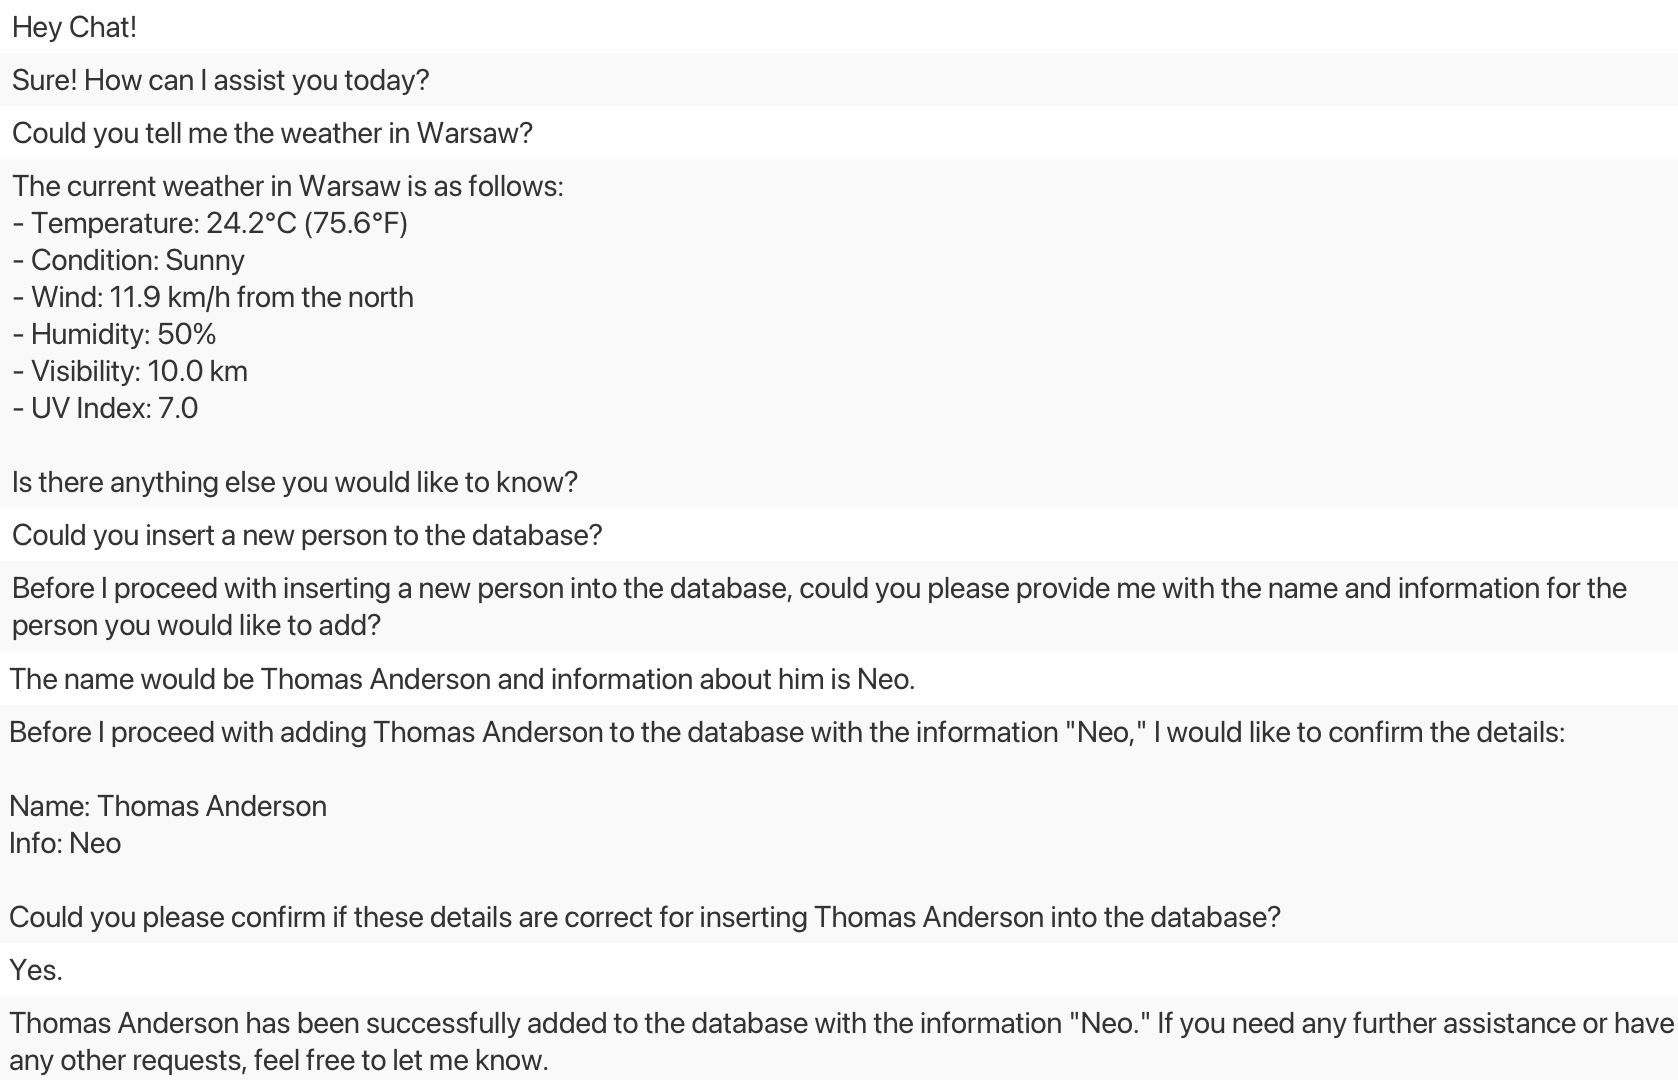 Hey Chat!
Sure! How can I assist you today?
Could you tell me the weather in Warsaw?
The current weather in Warsaw is as follows:
- Temperature: 24.2°C (75.6°F)
- Condition: Sunny
- Wind: 11.9 km/h from the north
- Humidity: 50%
- Visibility: 10.0 km
- UV Index: 7.0
Is there anything else you would like to know?
Could you insert a new person to the database?
Before I proceed with inserting a new person into the database, could you please provide me with the name and information for the
person you would like to add?
The name would be Thomas Anderson and information about him is Neo.
Before I proceed with adding Thomas Anderson to the database with the information "Neo," I would like to confirm the details:
Name: Thomas Anderson
Info: Neo
Could you please confirm if these details are correct for inserting Thomas Anderson into the database?
Yes.
Thomas Anderson has been successfully added to the database with the information "Neo." If you need any further assistance or have
any other requests, feel free to let me know.